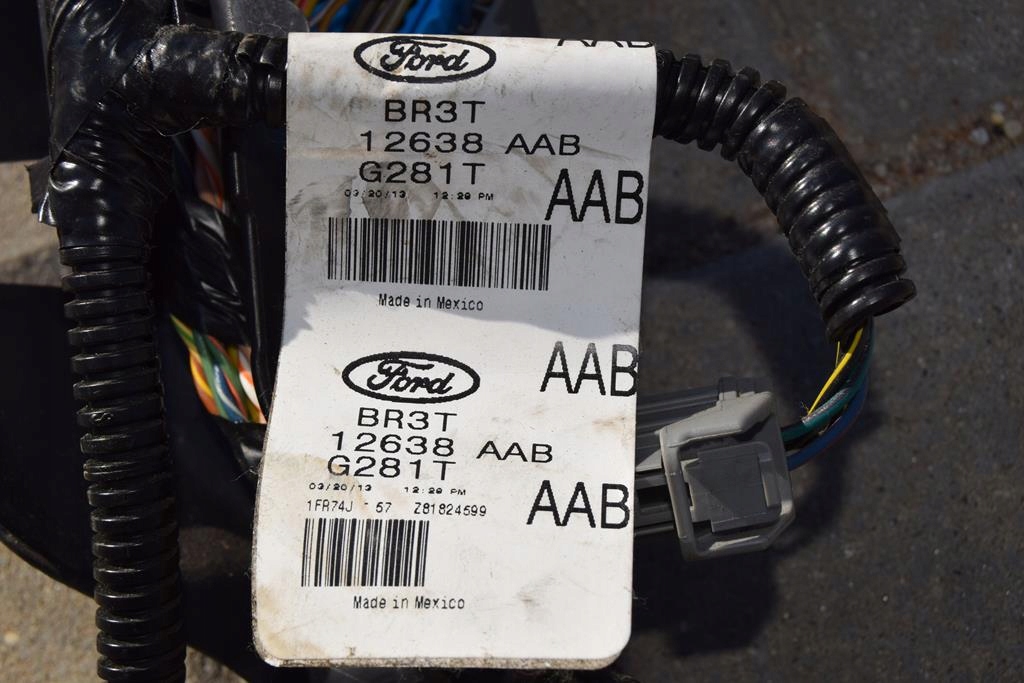 AAB
Ford
BR3T
12638 AAB
G281T
03/20/13 12:29 PM
AAB
Made in Mexico
Ford
AAB
BR3T
12638 AAB
G281T
03/20/13 12:29 PM
AAB
1FR74J - 57 Z81824599
Made in Mexico